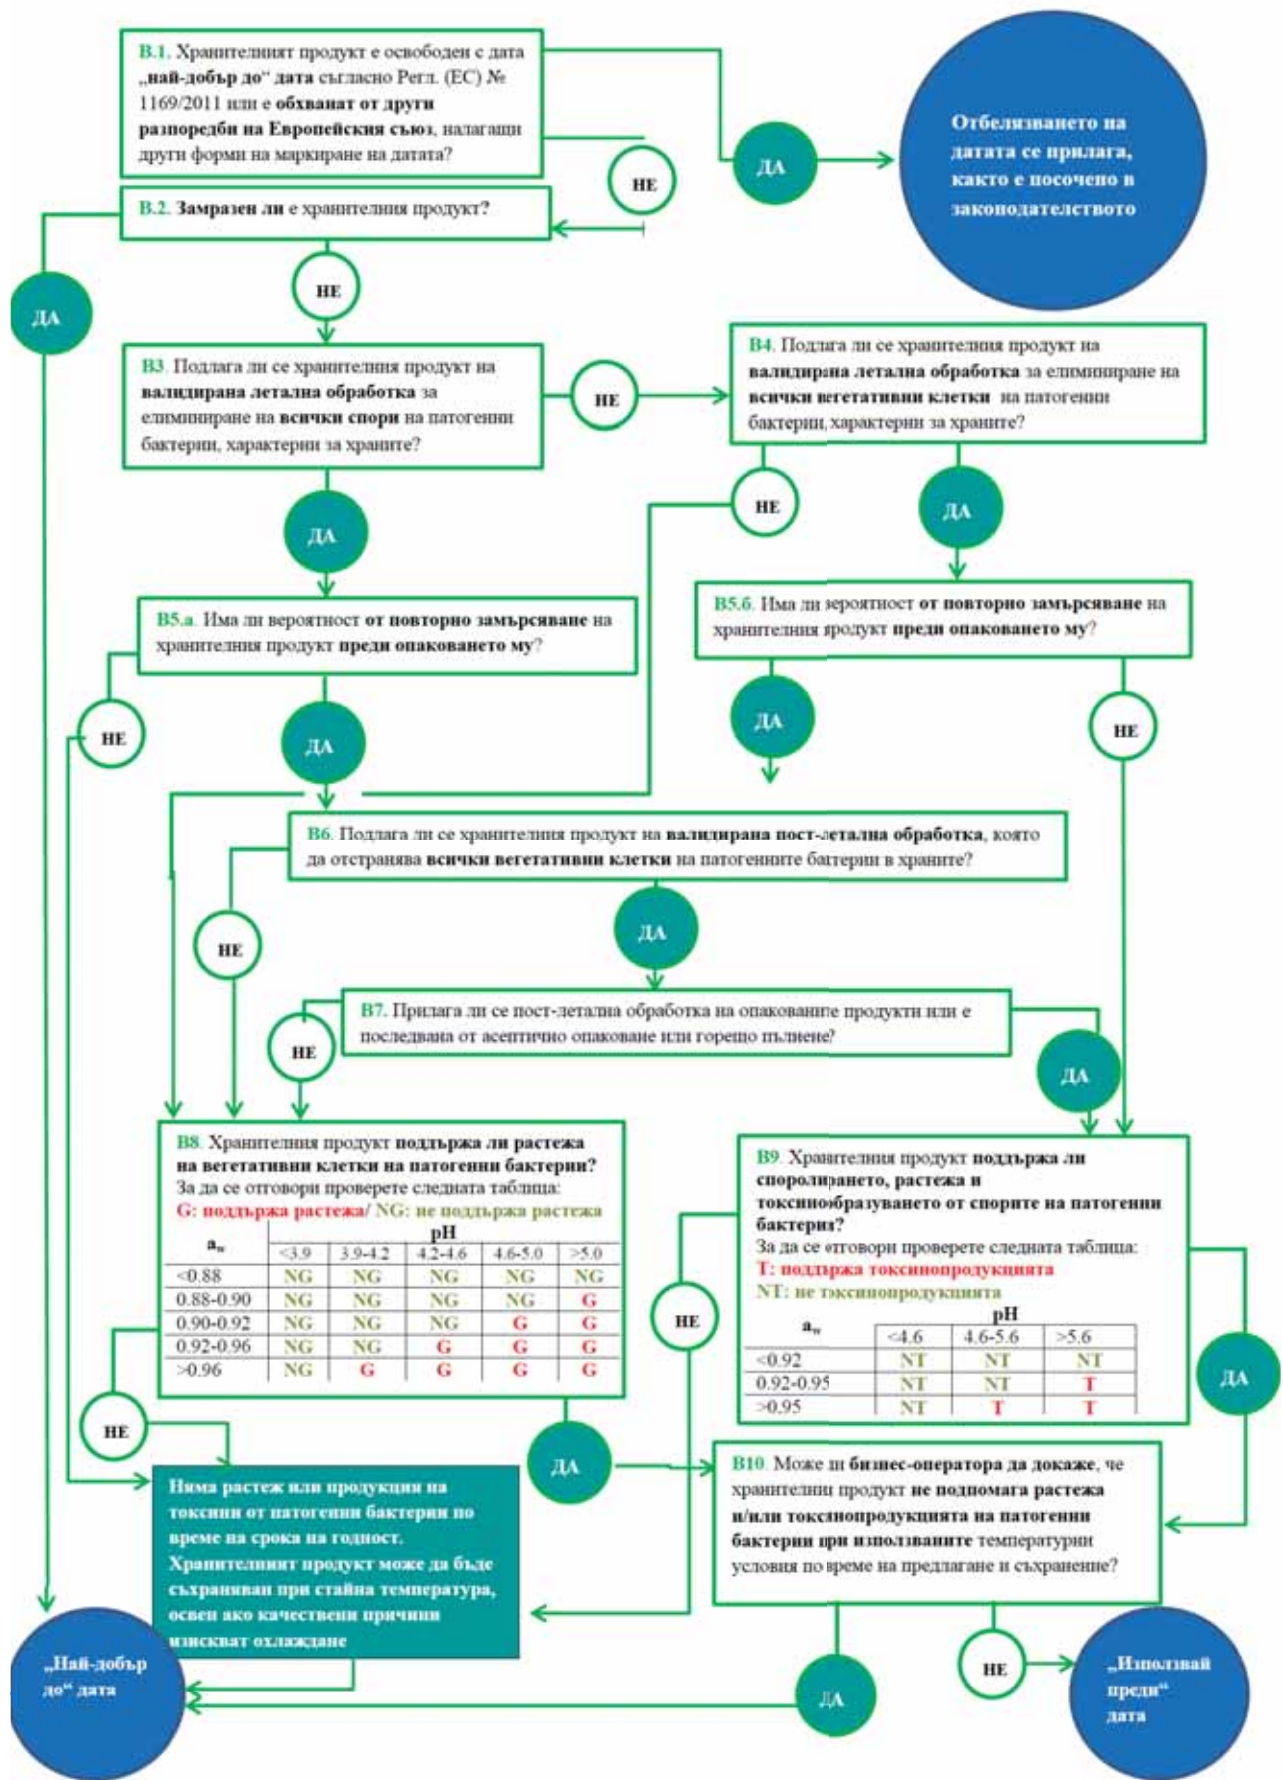 В.1. Хранителният продукт е освободен с дата
„най-добър до“ дата съгласно Регл. (ЕС) №
1169/2011 или е обхванат от други
разпоредби на Европейския съюз, налагащи
други форми на маркиране на датата?
НЕ
ДА
Отбелязването на
датата се прилага,
както е посочено в
законодателството
В.2. Замразен ли е хранителния продукт?
ДА
НЕ
В3. Подлага ли се хранителния продукт на
валидирана летална обработка за
елиминиране на всички спори на патогенни
бактерии, характерни за храните?
НЕ
В4. Подлага ли се хранителния продукт на
валидирана летална обработка за елиминиране на
всички вегетативни клетки на патогенни
бактерии, характерни за храните?
ДА
НЕ
ДА
В5.а. Има ли вероятност от повторно замърсяване на
хранителния продукт преди опаковането му?
В5.б. Има ли вероятност от повторно замърсяване на
хранителния продукт преди опаковането му?
НЕ
ДА
ДА
НЕ
В6. Подлага ли се хранителния продукт на валидирана пост-летална обработка, която
да отстранява всички вегетативни клетки на патогенните бактерии в храните?
НЕ
ДА
В7. Прилага ли се пост-летална обработка на опакованите продукти или е
последвана от асептично опаковане или горещо пълнене?
НЕ
ДА
В8. Хранителния продукт поддържа ли растежа
на вегетативни клетки на патогенни бактерии?
За да се отговори проверете следната таблица:
G: поддържа растежа/ NG: не поддържа растежа
pH
aw <3.9 3.9-4.2 4.2-4.6 4.6-5.0 >5.0
<0.88 NG NG NG NG NG
0.88-0.90 NG NG NG NG G
0.90-0.92 NG NG NG G G
0.92-0.96 NG NG G G G
>0.96 NG G G G G
В9. Хранителния продукт поддържа ли
споролирането, растежа и
токсинообразуването от спорите на патогенни
бактерия?
За да се отговори проверете следната таблица:
T: поддържа токсинопродукцията
NT: не токсинопродукцията
pH
aw <4.6 4.6-5.6 >5.6
<0.92 NT NT NT
0.92-0.95 NT NT T
>0.95 NT T T
НЕ
ДА
НЕ
ДА
Няма растеж или продукция на
токсини от патогенни бактерии по
време на срока на годност.
Хранителният продукт може да бъде
съхраняван при стайна температура,
освен ако качествени причини
изискват охлаждане
В10. Може ли бизнес-оператора да докаже, че
хранителниц продукт не подпомага растежа
и/или токсинопродукцията на патогенни
бактерии при използваните температурни
условия по време на предлагане и съхранение?
„Най-добър
до“ дата
ДА
НЕ
„Използвай
преди“
дата